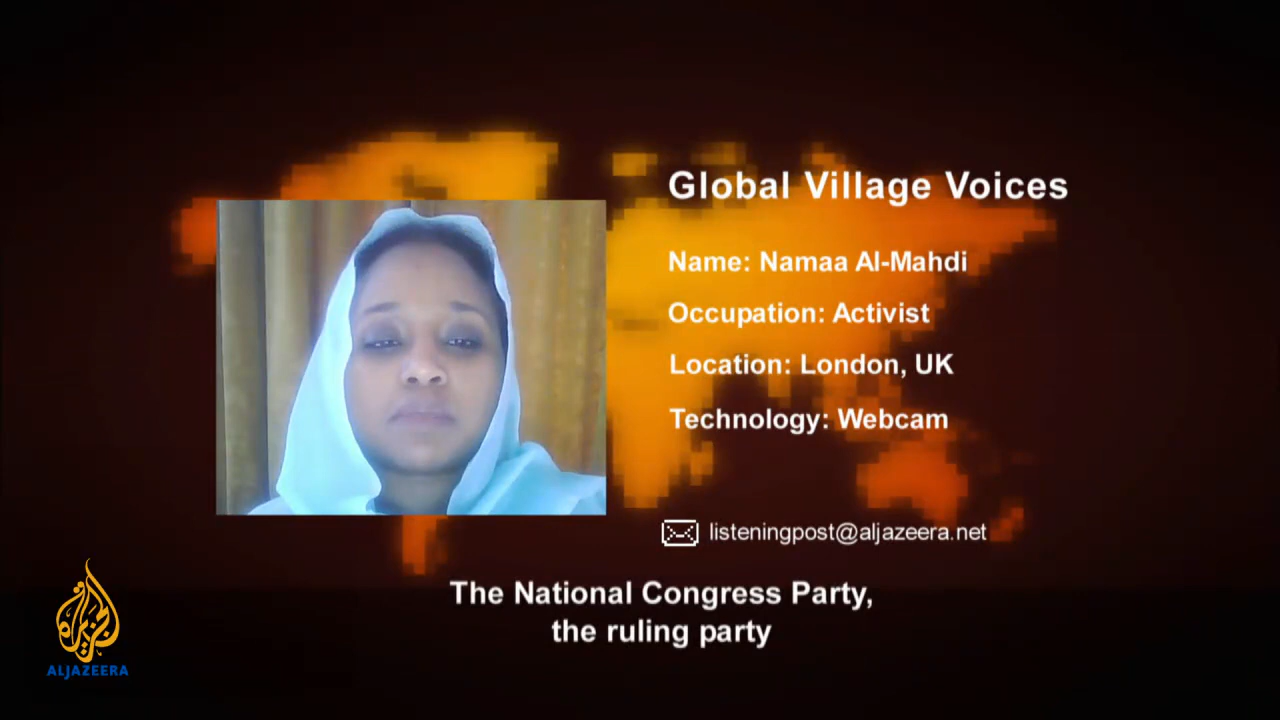 Global Village Voices
Name: Namaa Al-Mahdi
Occupation: Activist
Location: London, UK
Technology: Webcam
listeningpost@aljazeera.net
The National Congress Party,
the ruling party
الجزيرة
ALJAZEERA